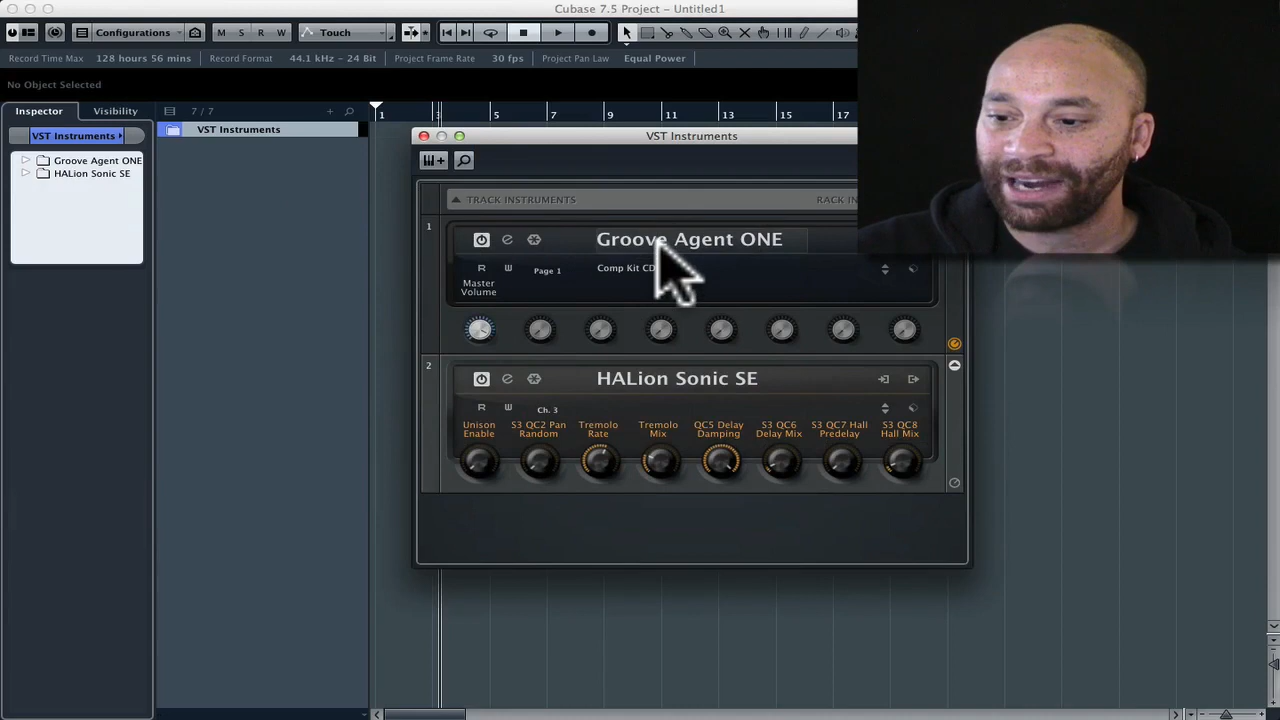 Cubase 7.5 Project - Untitled1
Configurations
M S R W
Touch
Record Time Max 128 hours 56 mins Record Format 44.1 kHz - 24 Bit Project Frame Rate 30 fps Project Pan Law Equal Power
No Object Selected
Inspector Visibility 7 / 7
1 3 5 7 9 11 13 15 17
VST Instruments
VST Instruments
Groove Agent ONE
HALion Sonic SE
VST Instruments
TRACK INSTRUMENTS
1
Groove Agent ONE
R W Page 1
Comp Kit CD
Master
Volume
2
HALion Sonic SE
R W Ch. 3
Unison
Enable
S3 QC2 Pan
Random
Tremolo
Rate
Tremolo
Mix
QC5 Delay
Damping
S3 QC6
Delay Mix
S3 QC7 Hall
Predelay
S3 QC8
Hall Mix